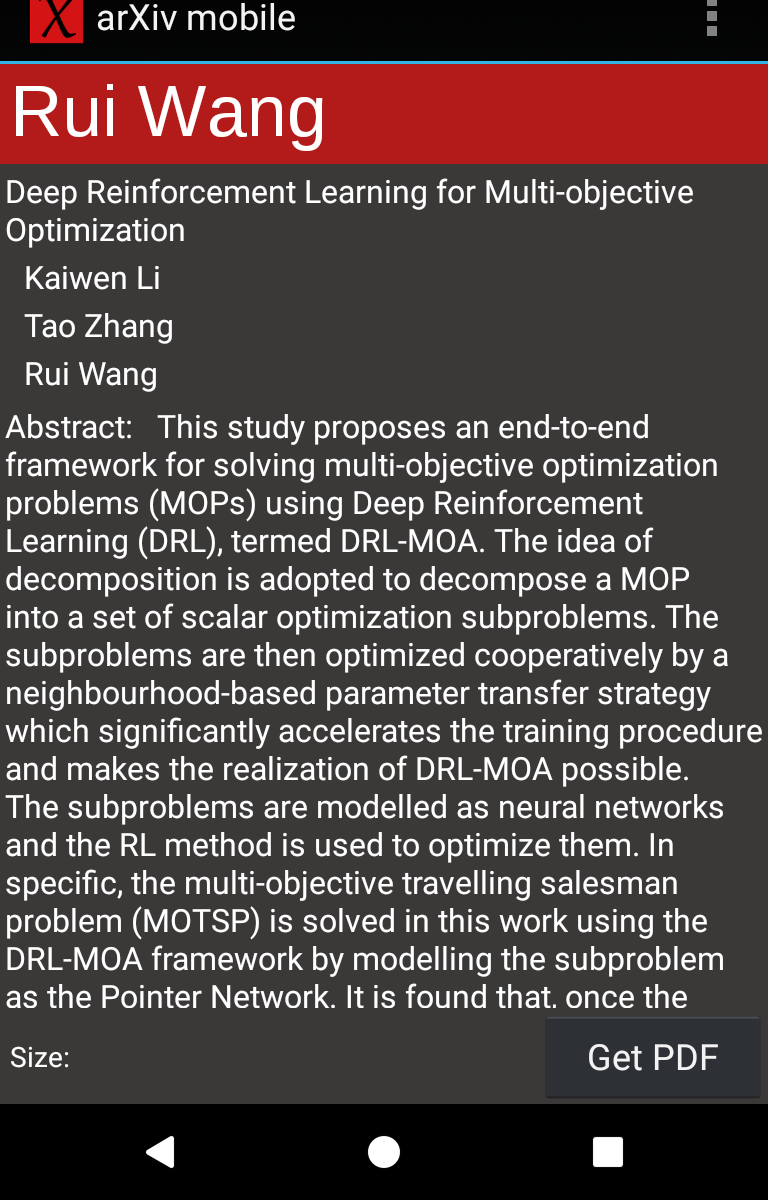 arXiv mobile
Rui Wang
Deep Reinforcement Learning for Multi-objective
Optimization
Kaiwen Li
Tao Zhang
Rui Wang
Abstract: This study proposes an end-to-end
framework for solving multi-objective optimization
problems (MOPs) using Deep Reinforcement
Learning (DRL), termed DRL-MOA. The idea of
decomposition is adopted to decompose a MOP
into a set of scalar optimization subproblems. The
subproblems are then optimized cooperatively by a
neighbourhood-based parameter transfer strategy
which significantly accelerates the training procedure
and makes the realization of DRL-MOA possible.
The subproblems are modelled as neural networks
and the RL method is used to optimize them. In
specific, the multi-objective travelling salesman
problem (MOTSP) is solved in this work using the
DRL-MOA framework by modelling the subproblem
as the Pointer Network. It is found that, once the
Size:
Get PDF